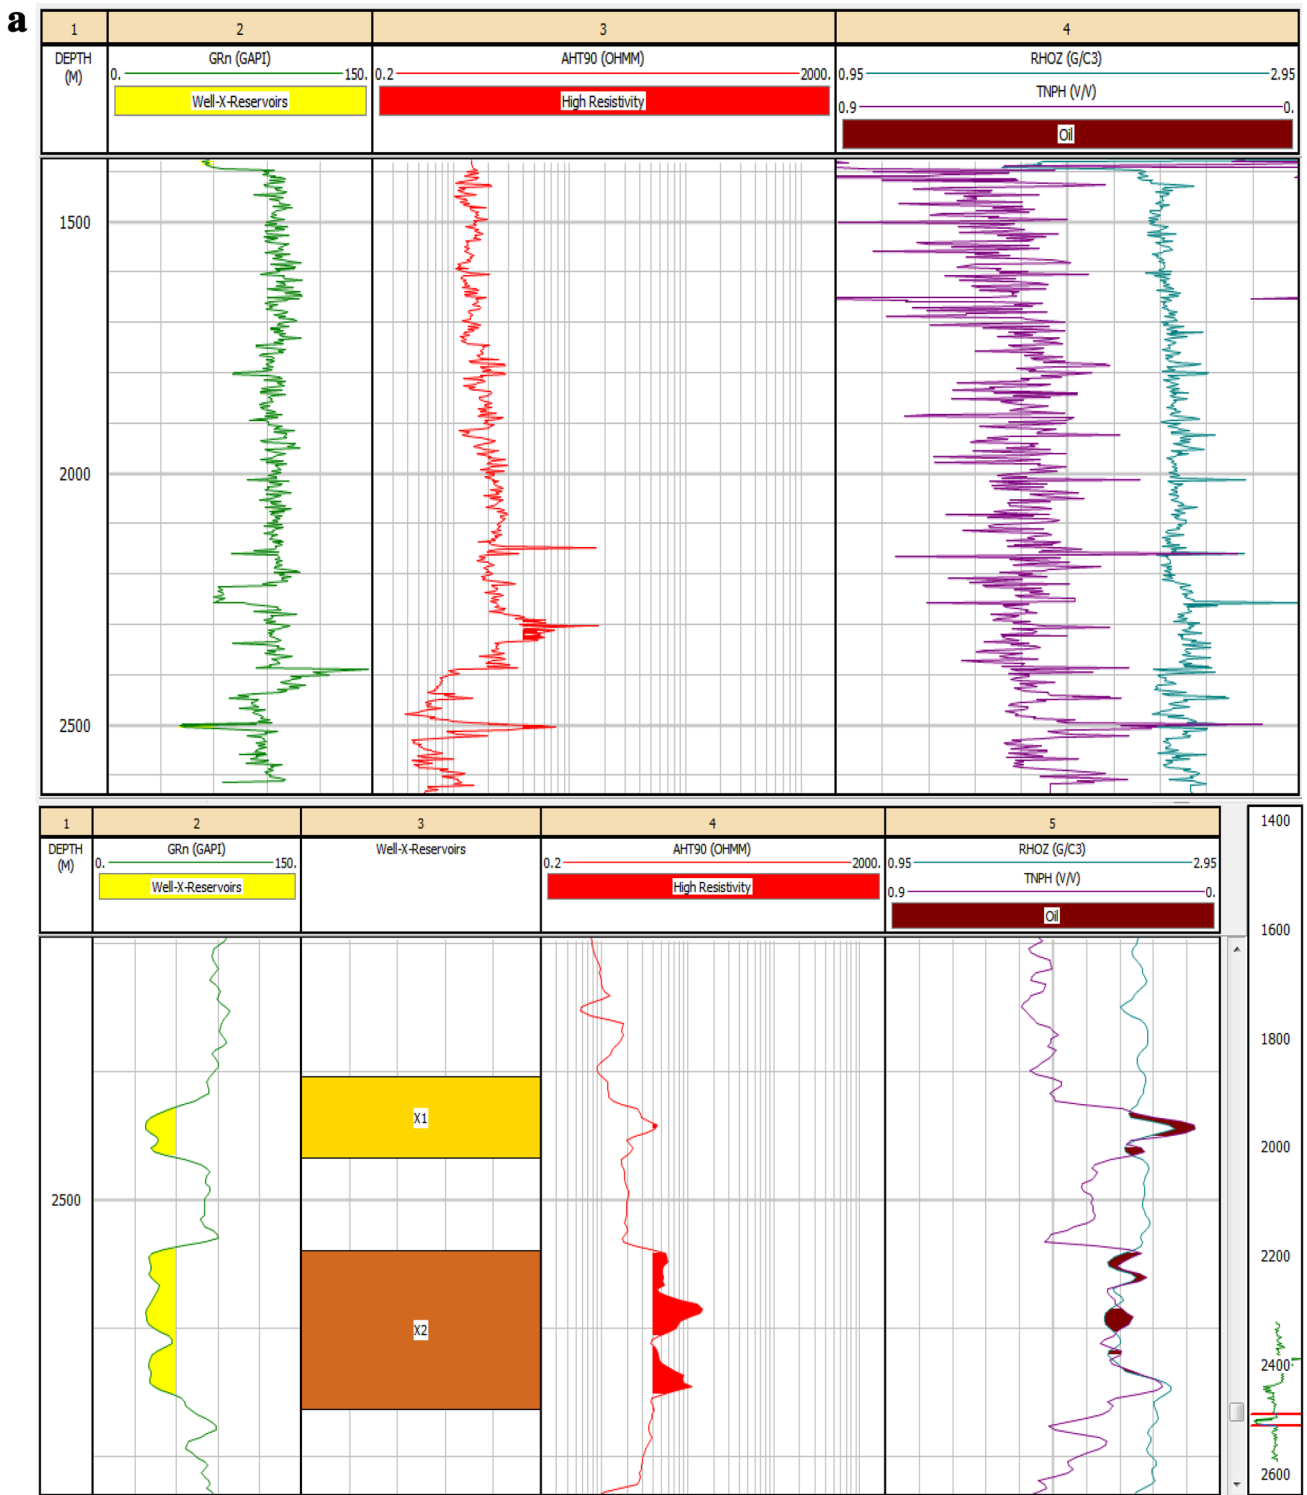 a
1 2 3 4
DEPTH (M)
GRn (GAPI)
0. 150.
Well-X-Reservoirs
AHT90 (OHMM)
0.2 2000.
High Resistivity
RHOZ (G/C3)
0.95 2.95
TNPH (V/V)
0.9 0.
Oil
1500
2000
2500
1 2 3 4 5
DEPTH (M)
GRn (GAPI)
0. 150.
Well-X-Reservoirs
Well-X-Reservoirs
AHT90 (OHMM)
0.2 2000.
High Resistivity
RHOZ (G/C3)
0.95 2.95
TNPH (V/V)
0.9 0.
Oil
X1
2500
X2
1400
1600
1800
2000
2200
2400
2600